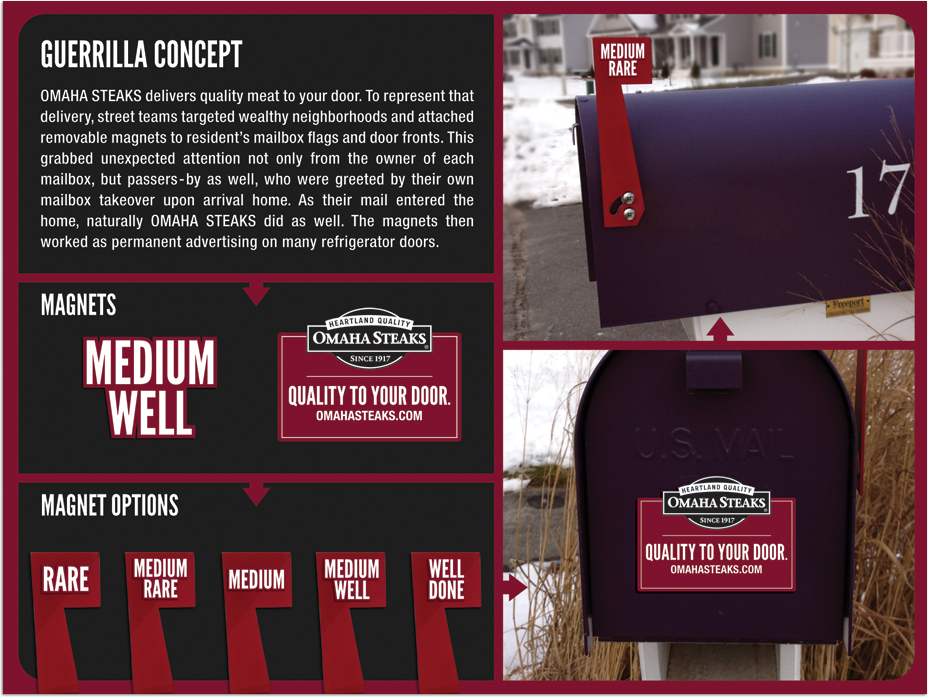 GUERRILLA CONCEPT
OMAHA STEAKS delivers quality meat to your door. To represent that
delivery, street teams targeted wealthy neighborhoods and attached
removable magnets to resident's mailbox flags and door fronts. This
grabbed unexpected attention not only from the owner of each
mailbox, but passers-by as well, who were greeted by their own
mailbox takeover upon arrival home. As their mail entered the
home, naturally OMAHA STEAKS did as well. The magnets then
worked as permanent advertising on many refrigerator doors.
MAGNETS
MEDIUM
WELL
HEARTLAND QUALITY
OMAHA STEAKS®
SINCE 1917
QUALITY TO YOUR DOOR.
OMAHASTEAKS.COM
MAGNET OPTIONS
RARE
MEDIUM
RARE
MEDIUM
MEDIUM
WELL
WELL
DONE
MEDIUM
RARE
17
Freeport
U.S. MAIL
HEARTLAND QUALITY
OMAHA STEAKS
SINCE 1917
QUALITY TO YOUR DOOR.
OMAHASTEAKS.COM